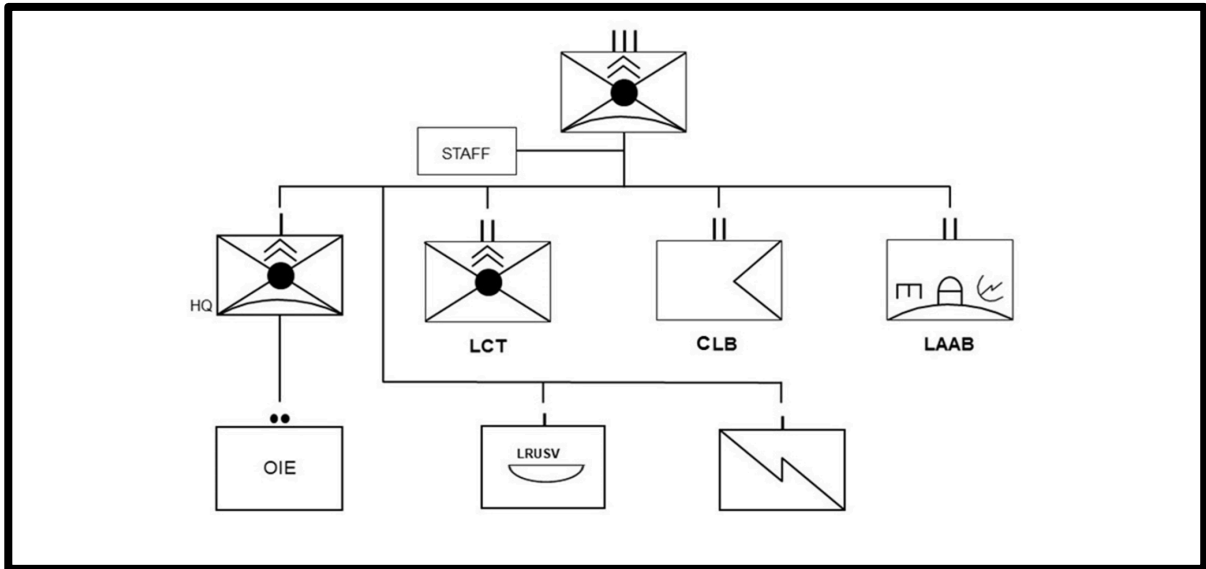 STAFF
HQ
LCT
CLB
LAAB
OIE
LRUSV